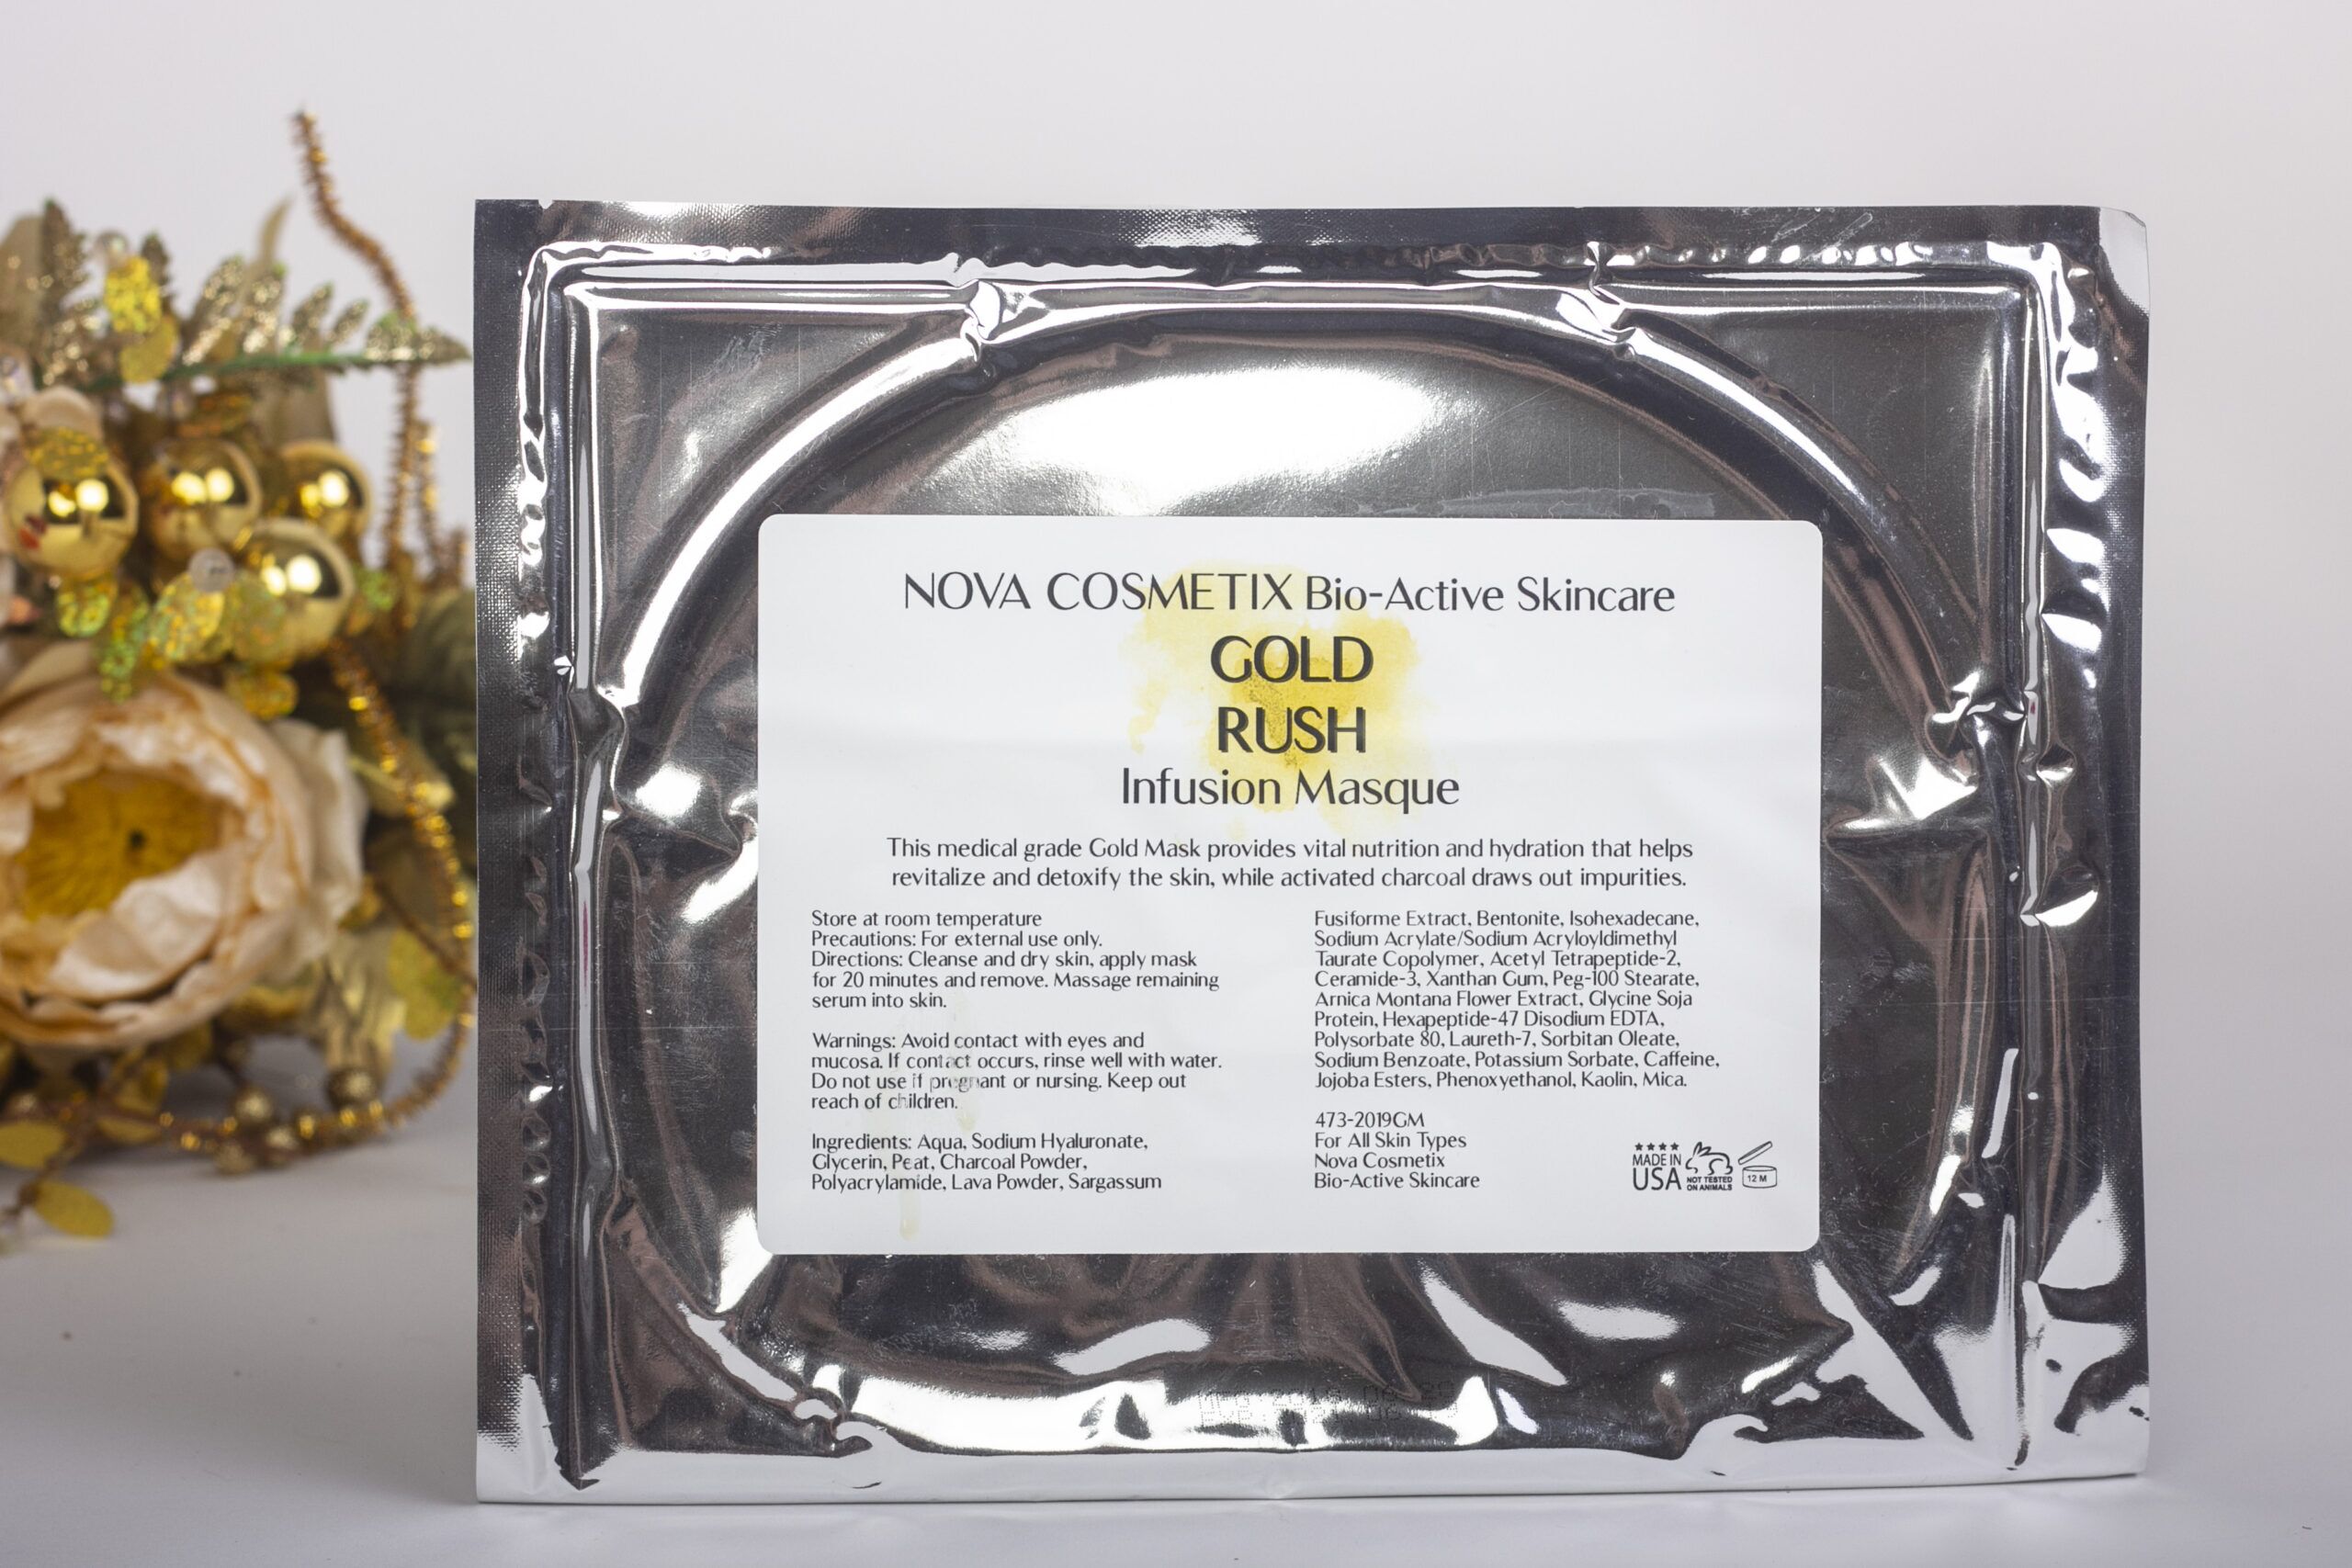 NOVA COSMETIX Bio-Active Skincare
GOLD
RUSH
Infusion Masque
This medical grade Gold Mask provides vital nutrition and hydration that helps
revitalize and detoxify the skin, while activated charcoal draws out impurities.
Store at room temperature
Precautions: For external use only.
Directions: Cleanse and dry skin, apply mask
for 20 minutes and remove. Massage remaining
serum into skin.
Warnings: Avoid contact with eyes and
mucosa. If contact occurs, rinse well with water.
Do not use if pregnant or nursing. Keep out
reach of children.
Ingredients: Aqua, Sodium Hyaluronate,
Glycerin, Peat, Charcoal Powder,
Polyacrylamide, Lava Powder, Sargassum
Fusiforme Extract, Bentonite, Isohexadecane,
Sodium Acrylate/Sodium Acryloyldimethyl
Taurate Copolymer, Acetyl Tetrapeptide-2,
Ceramide-3, Xanthan Gum, Peg-100 Stearate,
Arnica Montana Flower Extract, Glycine Soja
Protein, Hexapeptide-47 Disodium EDTA,
Polysorbate 80, Laureth-7, Sorbitan Oleate,
Sodium Benzoate, Potassium Sorbate, Caffeine,
Jojoba Esters, Phenoxyethanol, Kaolin, Mica.
473-2019GM
For All Skin Types
Nova Cosmetix
Bio-Active Skincare
MADE IN
USA
NOT TESTED
ON ANIMALS
12 M